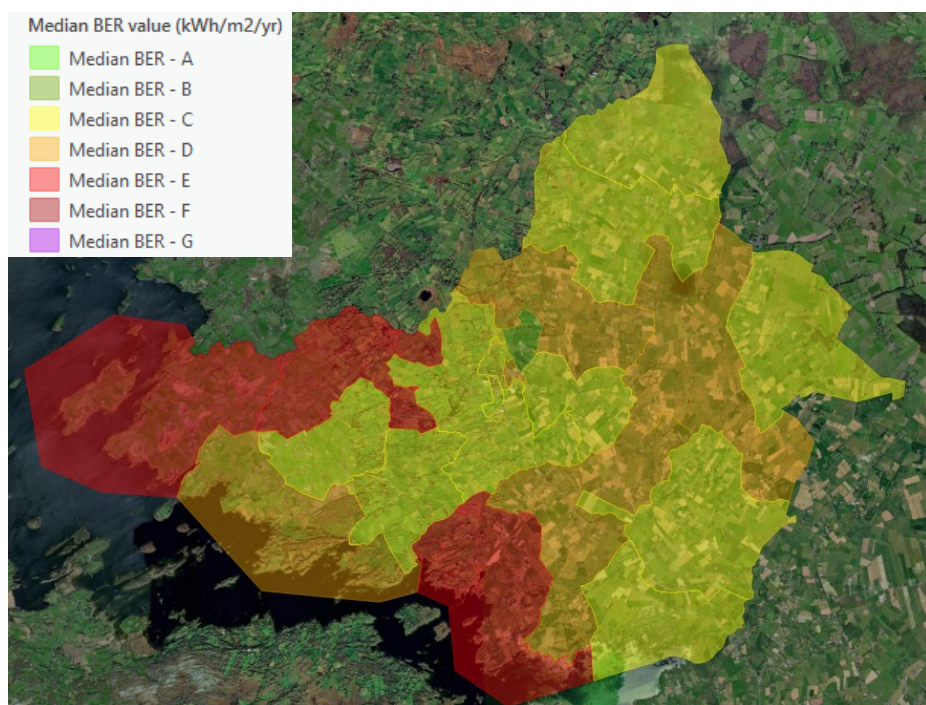 Median BER value (kWh/m2/yr)
Median BER - A
Median BER - B
Median BER - C
Median BER - D
Median BER - E
Median BER - F
Median BER - G